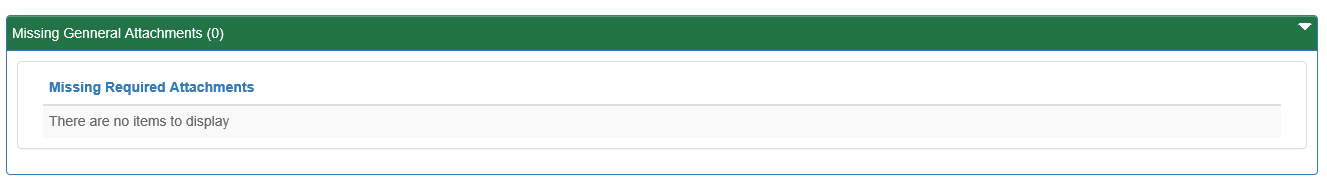 Missing Genneral Attachments (0)
Missing Required Attachments
There are no items to display